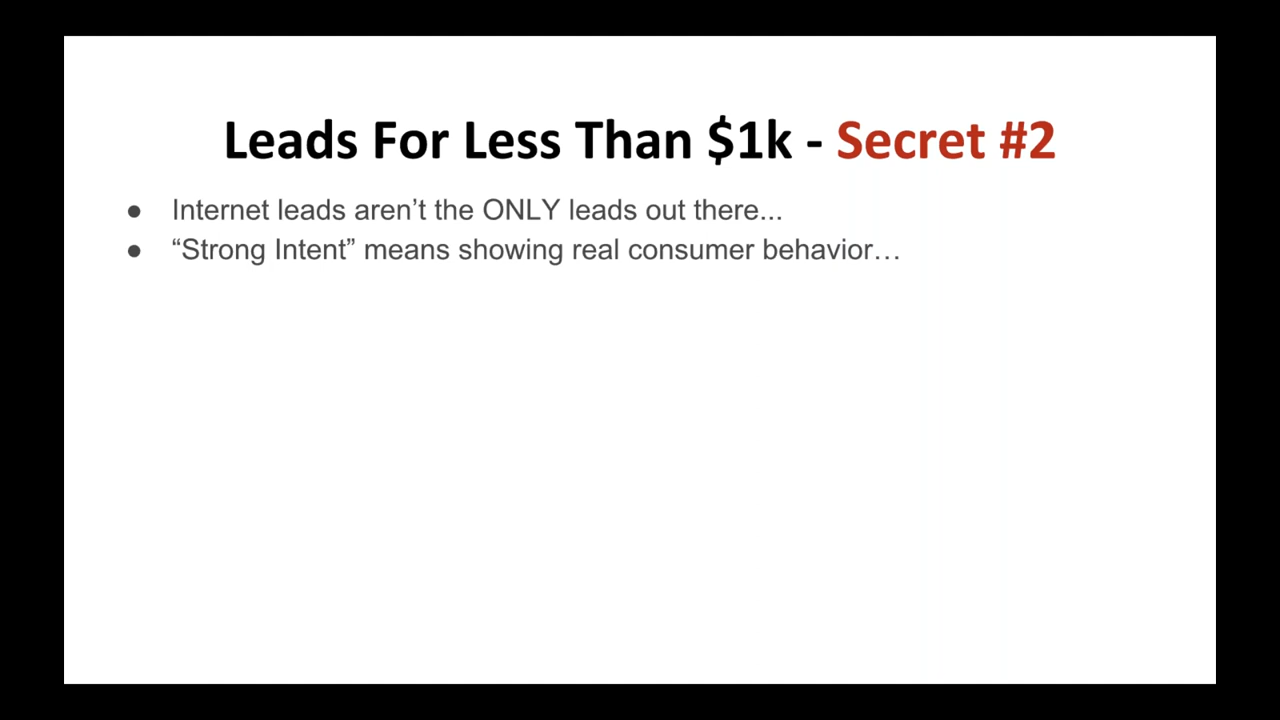 Leads For Less Than $1k - Secret #2
● Internet leads aren’t the ONLY leads out there...
● “Strong Intent” means showing real consumer behavior…